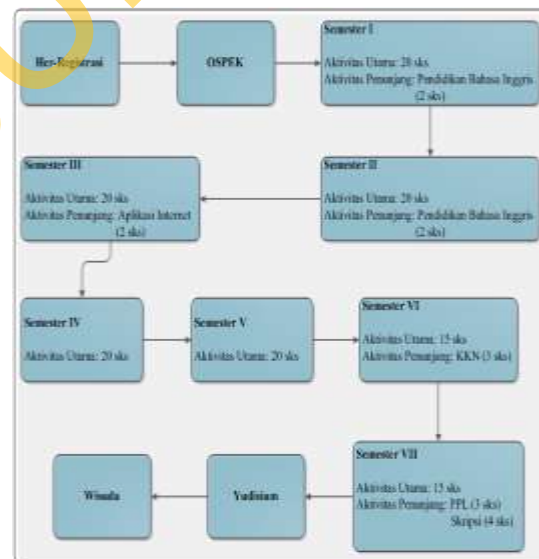 Her-Registrasi
OSPEK
Semester I
Aktivitas Utama: 20 sks
Aktivitas Penunjang: Pendidikan Bahasa Inggris
(2 sks)
Semester II
Aktivitas Utama: 20 sks
Aktivitas Penunjang: Pendidikan Bahasa Inggris
(2 sks)
Semester III
Aktivitas Utama: 20 sks
Aktivitas Penunjang: Aplikasi Internet
(2 sks)
Semester IV
Aktivitas Utama: 20 sks
Semester V
Aktivitas Utama: 20 sks
Semester VI
Aktivitas Utama: 15 sks
Aktivitas Penunjang: KKN (3 sks)
Semester VII
Aktivitas Utama: 15 sks
Aktivitas Penunjang: PPL (3 sks)
Skripsi (4 sks)
Yudisium
Wisuda